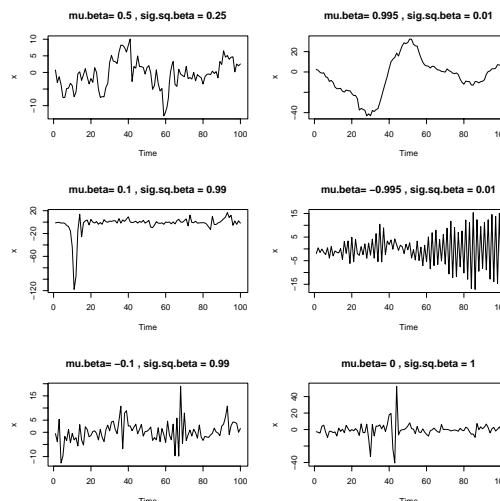 mu.beta= 0.5 , sig.sq.beta = 0.25
10
5
0
−10
x
0 20 40 60 80 100
Time
mu.beta= 0.995 , sig.sq.beta = 0.01
20
0
−40
x
0 20 40 60 80 100
Time
mu.beta= 0.1 , sig.sq.beta = 0.99
20
−20
−60
−120
x
0 20 40 60 80 100
Time
mu.beta= −0.995 , sig.sq.beta = 0.01
15
5
−5
−15
x
0 20 40 60 80 100
Time
mu.beta= −0.1 , sig.sq.beta = 0.99
15
5
0
−10
x
0 20 40 60 80 100
Time
mu.beta= 0 , sig.sq.beta = 1
40
20
0
−40
x
0 20 40 60 80 100
Time